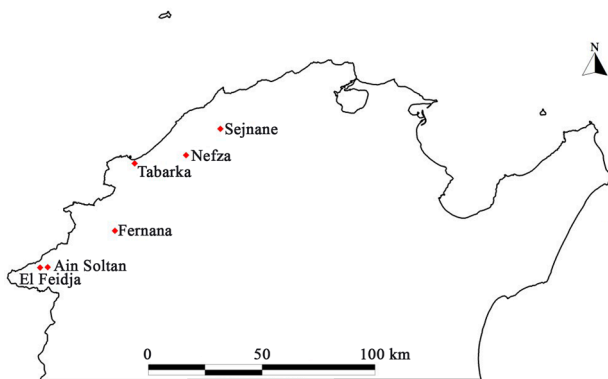 N
Sejnane
Nefza
Tabarka
Fernana
Ain Soltan
El Feidja
0 50 100 km